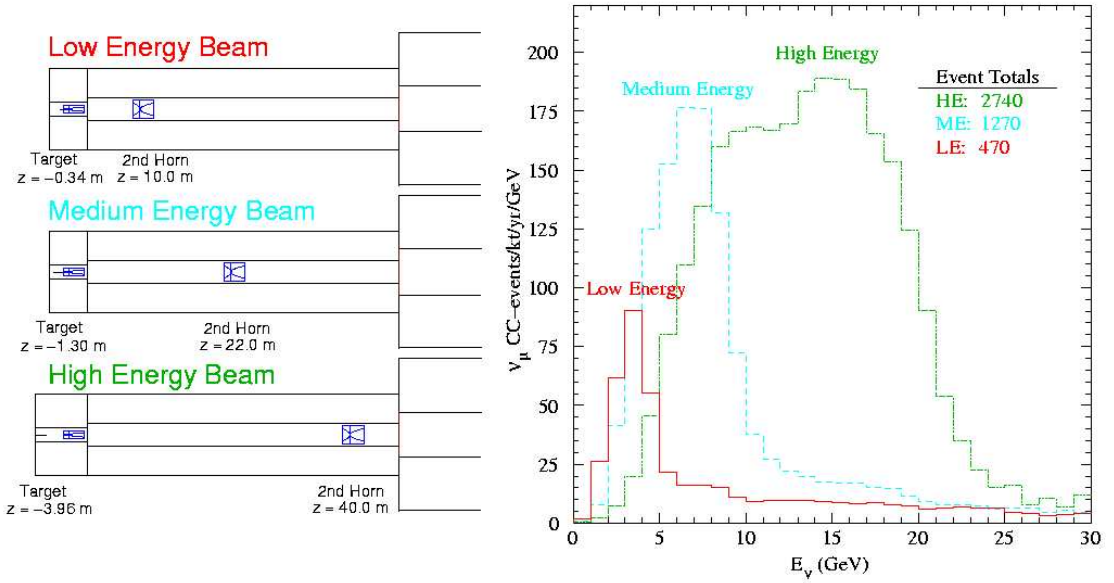 Low Energy Beam
Target
z = −0.34 m
2nd Horn
z = 10.0 m
Medium Energy Beam
Target
z = −1.30 m
2nd Horn
z = 22.0 m
High Energy Beam
Target
z = −3.96 m
2nd Horn
z = 40.0 m
ν_μ CC−events/kt/yr/GeV
200
175
150
125
100
75
50
25
0
High Energy
Medium Energy
Low Energy
Event Totals
HE: 2740
ME: 1270
LE: 470
0 5 10 15 20 25 30
E_ν (GeV)